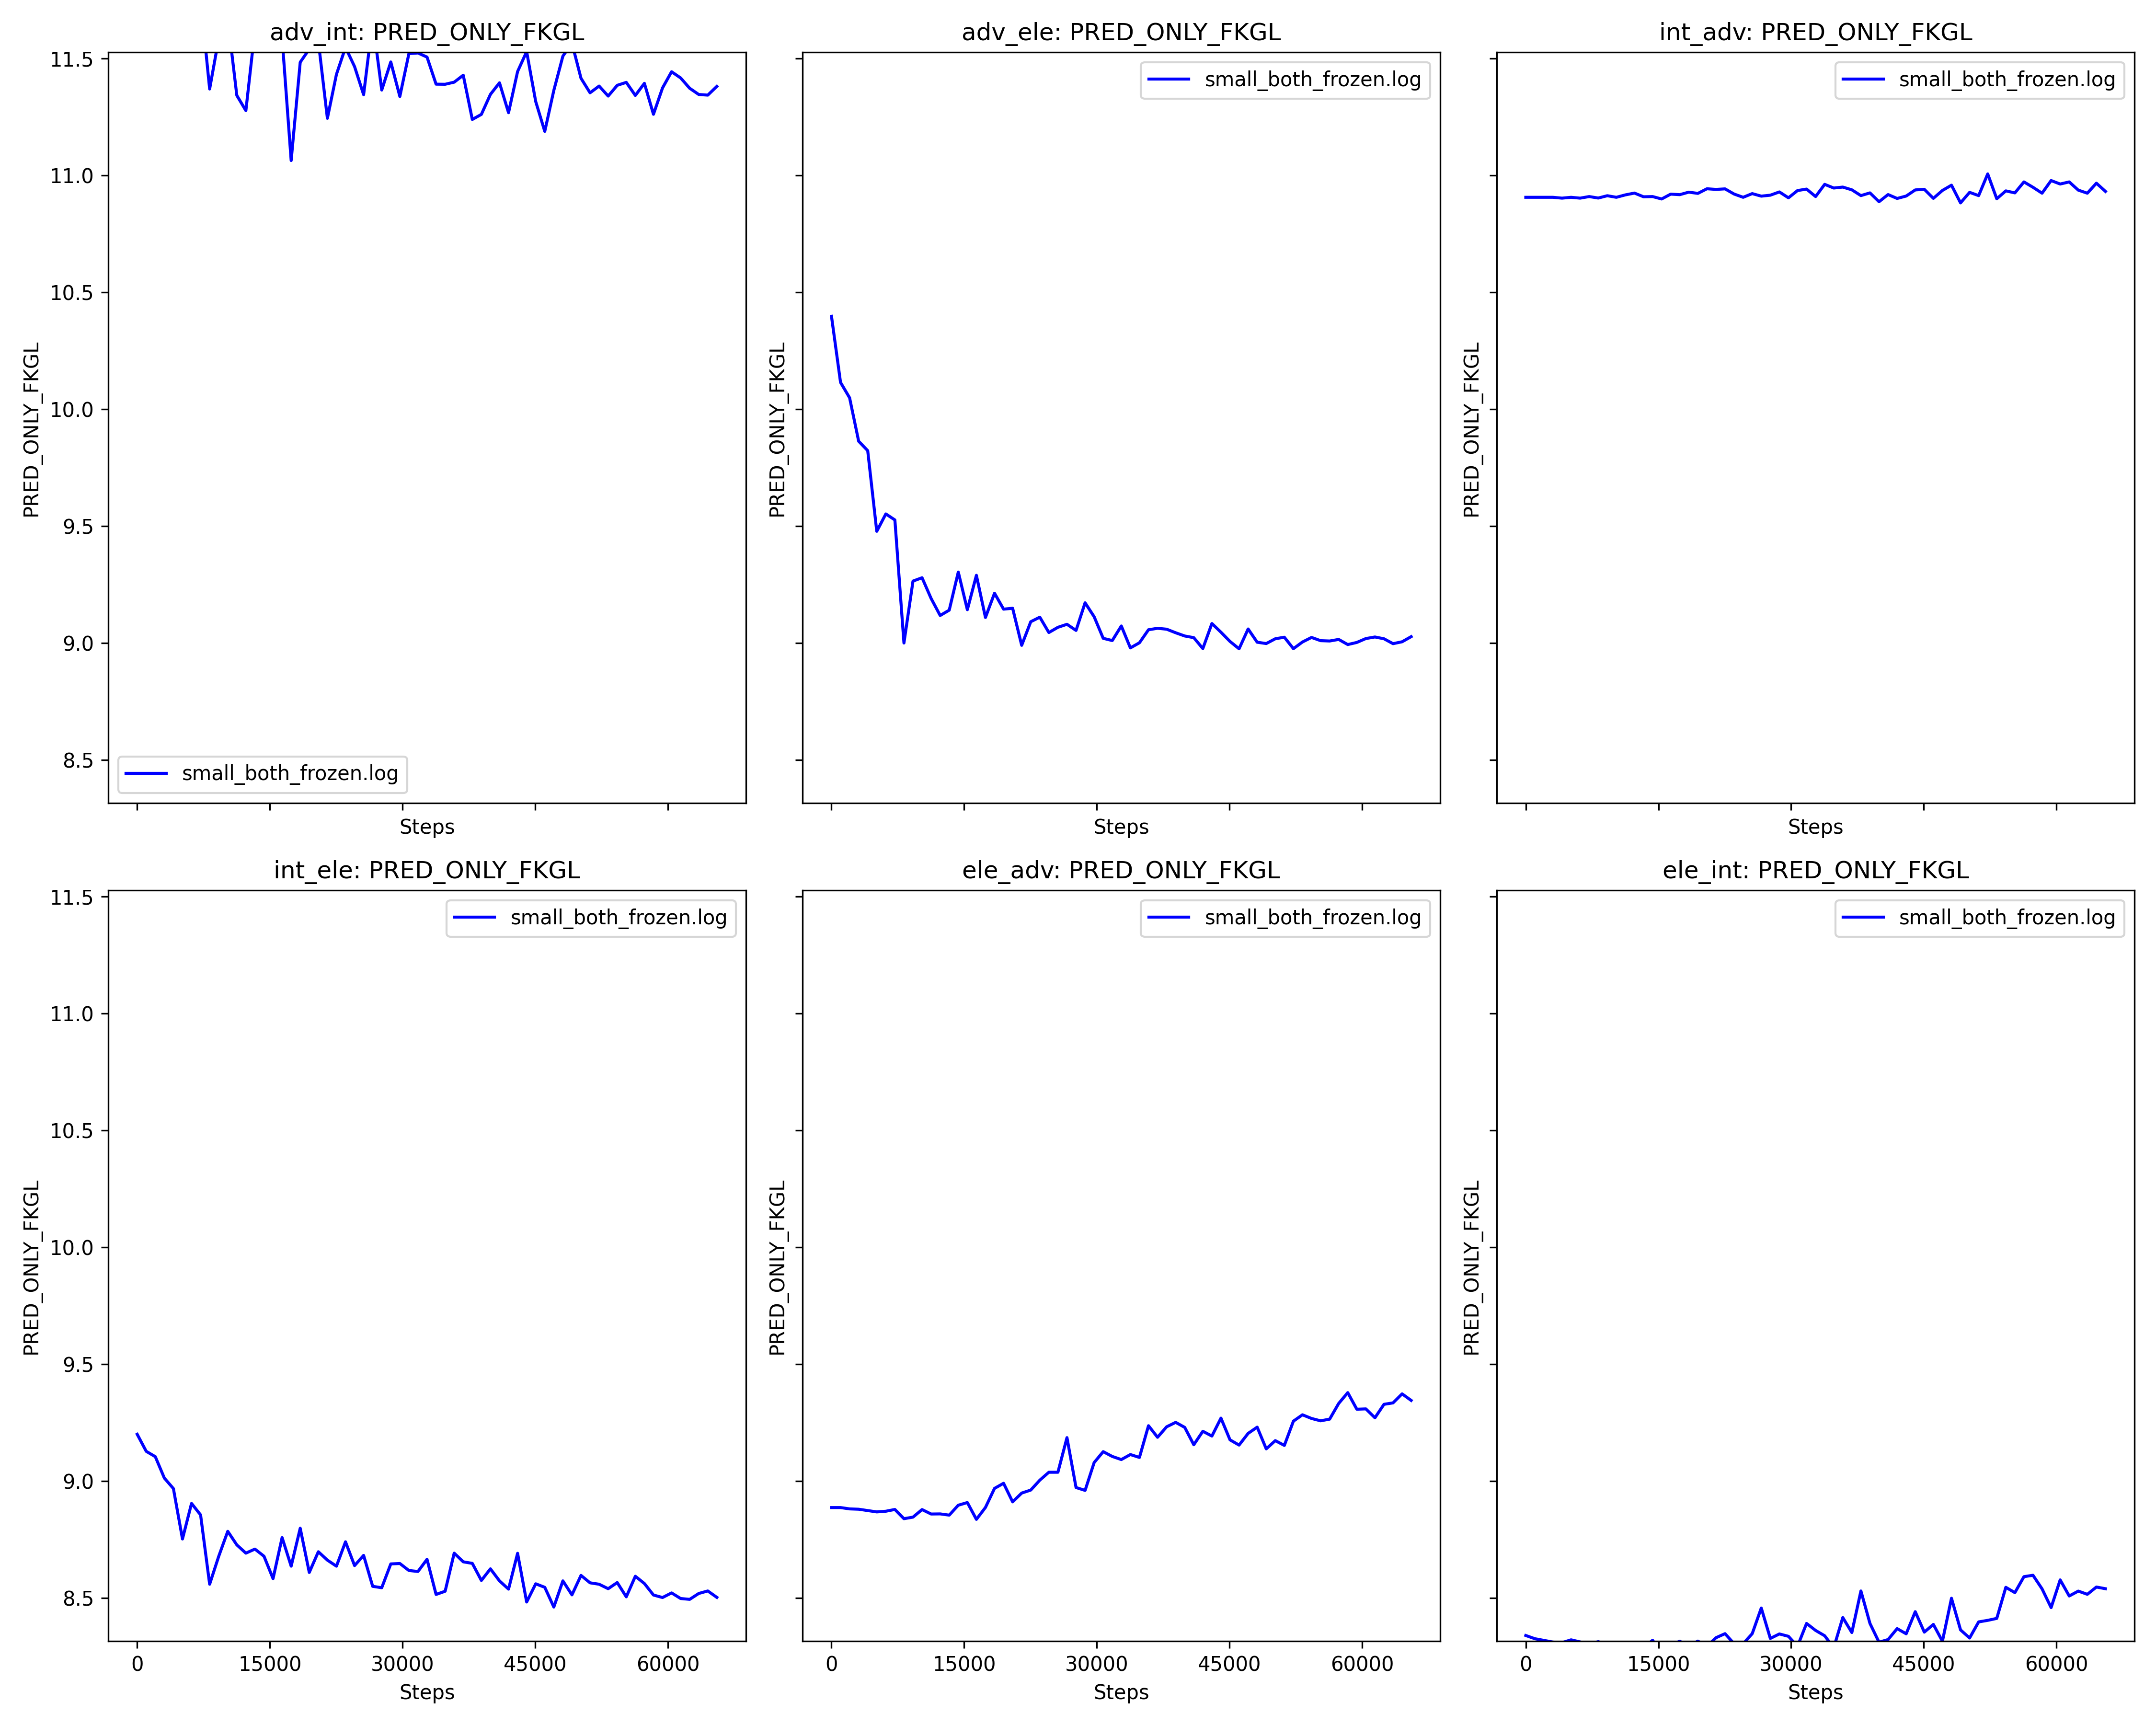 adv_int: PRED_ONLY_FKGL
adv_ele: PRED_ONLY_FKGL
int_adv: PRED_ONLY_FKGL
PRED_ONLY_FKGL
11.5
11.0
10.5
10.0
9.5
9.0
8.5
small_both_frozen.log
Steps
PRED_ONLY_FKGL
small_both_frozen.log
Steps
PRED_ONLY_FKGL
small_both_frozen.log
Steps
int_ele: PRED_ONLY_FKGL
ele_adv: PRED_ONLY_FKGL
ele_int: PRED_ONLY_FKGL
PRED_ONLY_FKGL
11.5
11.0
10.5
10.0
9.5
9.0
8.5
small_both_frozen.log
0 15000 30000 45000 60000
Steps
PRED_ONLY_FKGL
small_both_frozen.log
0 15000 30000 45000 60000
Steps
PRED_ONLY_FKGL
small_both_frozen.log
0 15000 30000 45000 60000
Steps